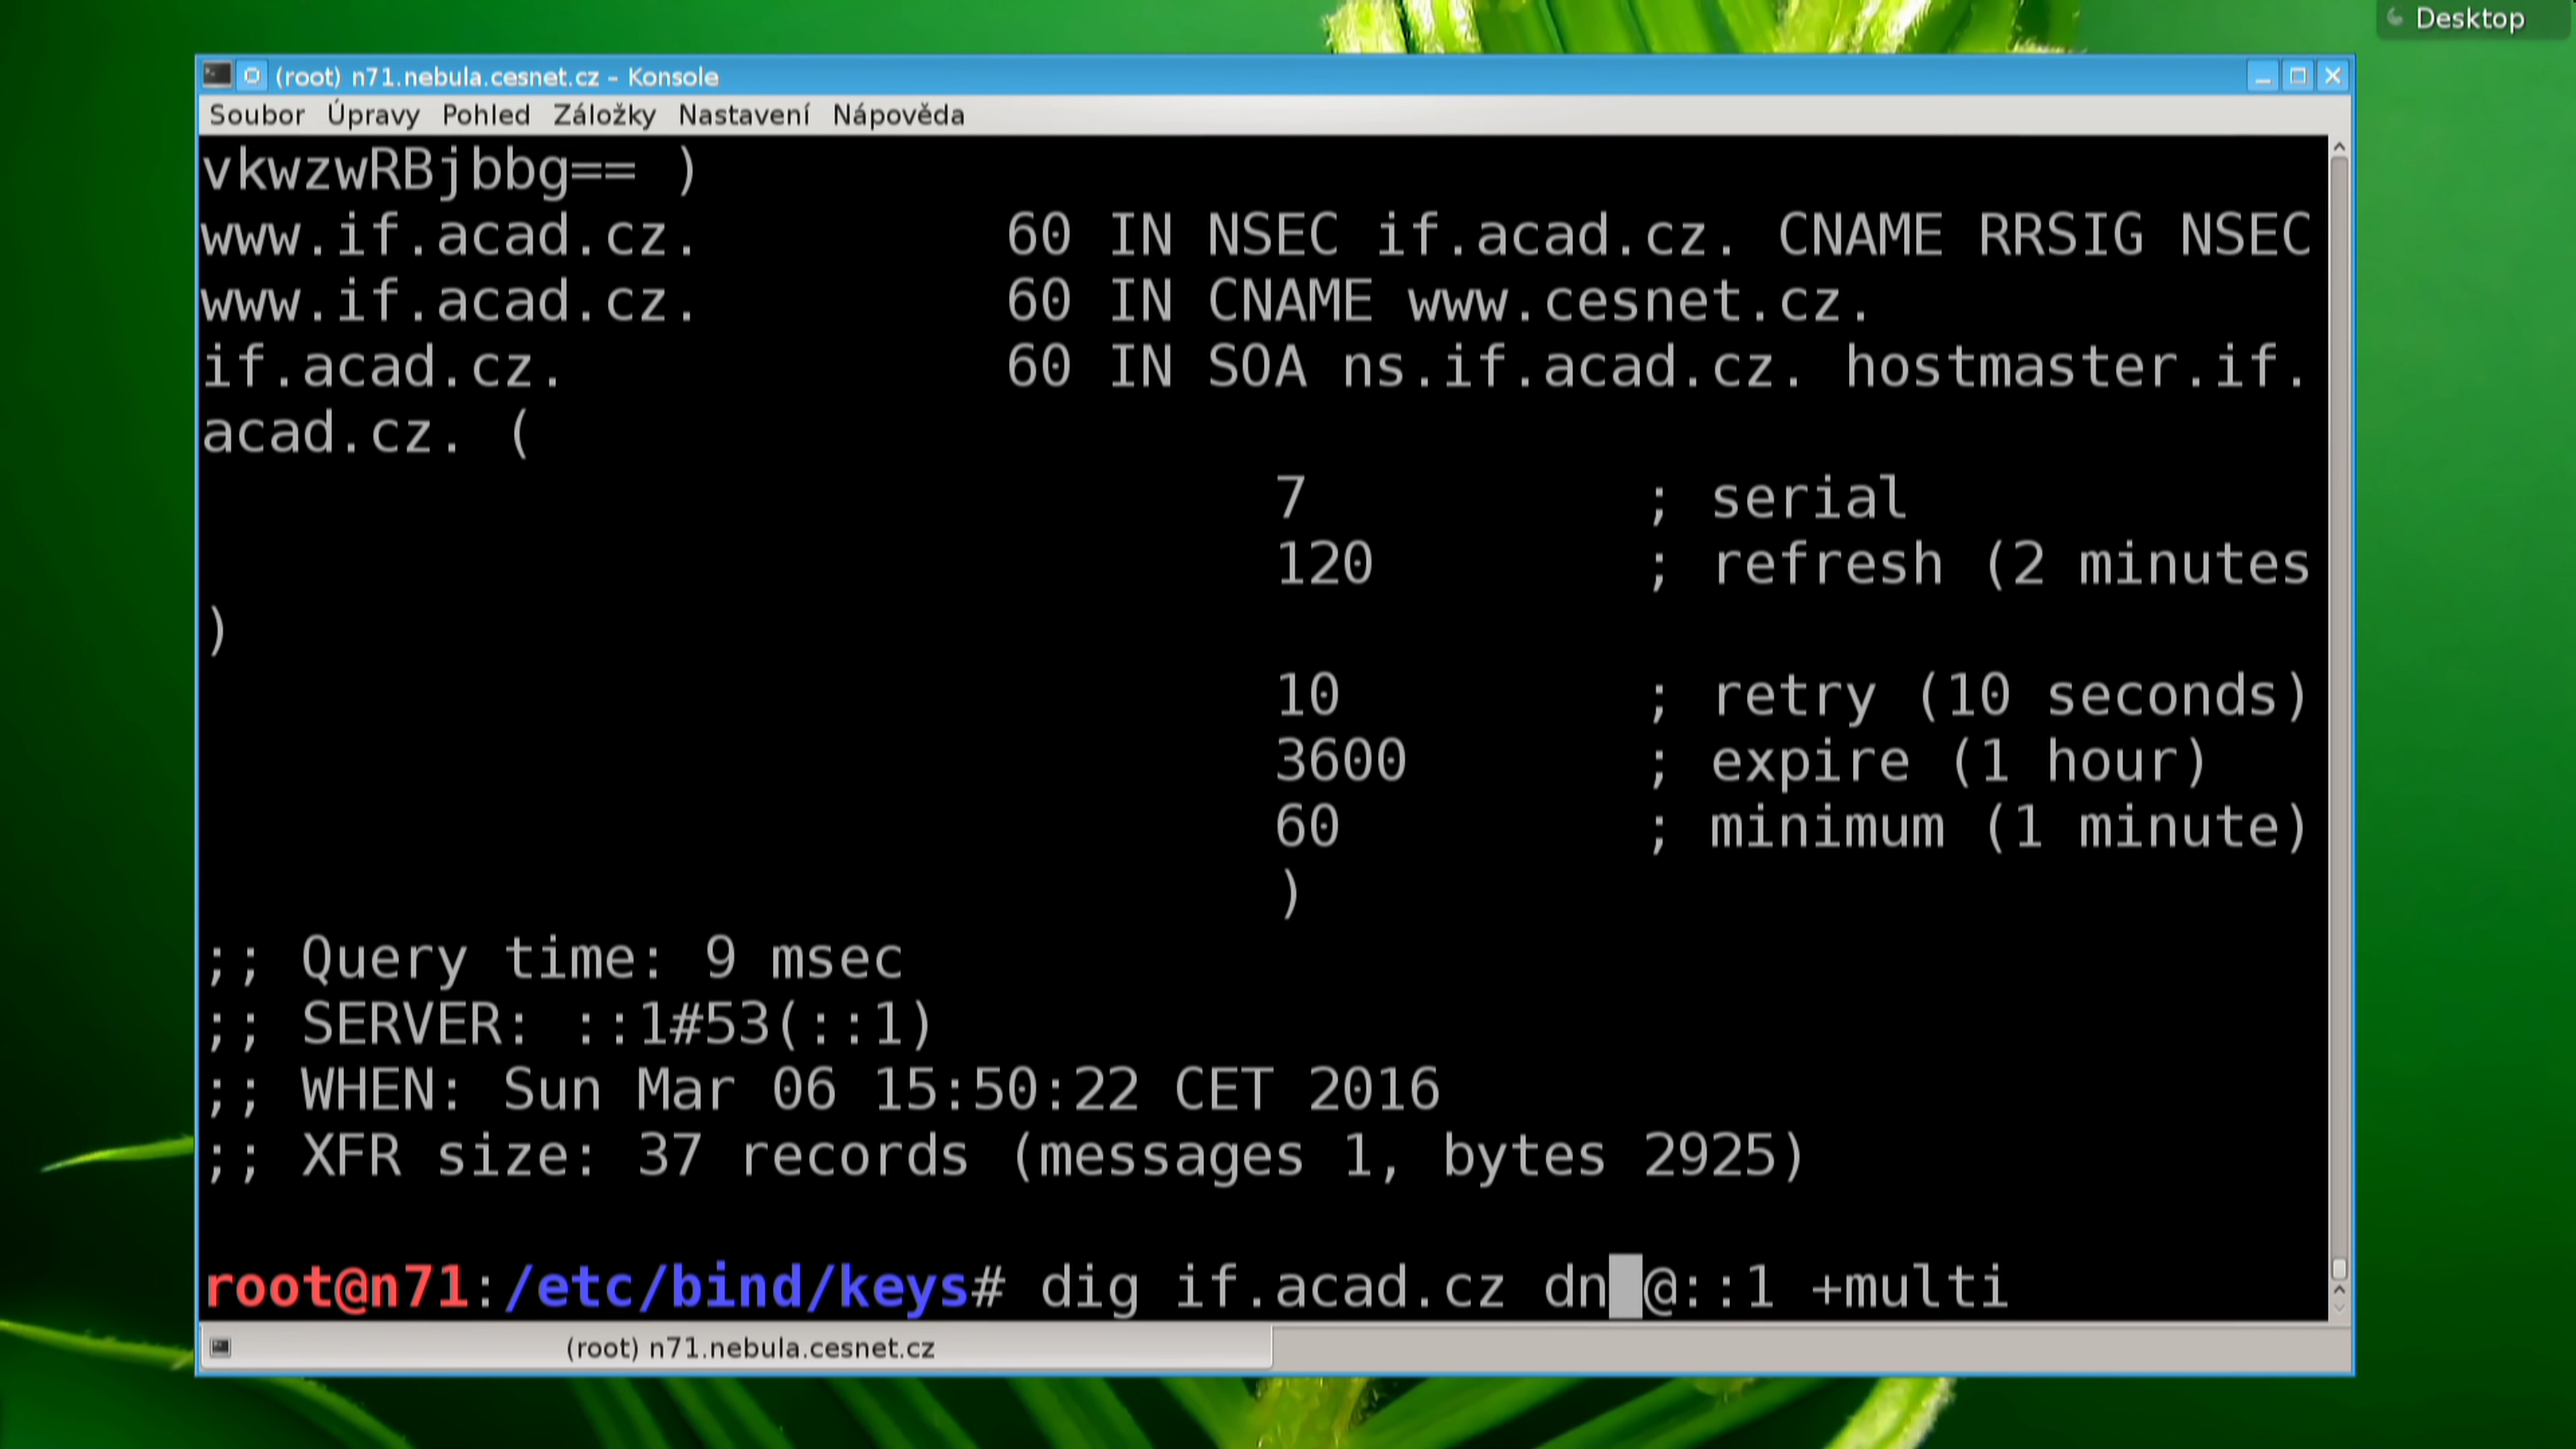 Desktop
(root) n71.nebula.cesnet.cz – Konsole
Soubor Úpravy Pohled Záložky Nastavení Nápověda
vkwzwRBjbbg== )
www.if.acad.cz. 60 IN NSEC if.acad.cz. CNAME RRSIG NSEC
www.if.acad.cz. 60 IN CNAME www.cesnet.cz.
if.acad.cz. 60 IN SOA ns.if.acad.cz. hostmaster.if.
acad.cz. (
7 ; serial
120 ; refresh (2 minutes
)
10 ; retry (10 seconds)
3600 ; expire (1 hour)
60 ; minimum (1 minute)
)
;; Query time: 9 msec
;; SERVER: ::1#53(::1)
;; WHEN: Sun Mar 06 15:50:22 CET 2016
;; XFR size: 37 records (messages 1, bytes 2925)
root@n71:/etc/bind/keys# dig if.acad.cz dn @::1 +multi
(root) n71.nebula.cesnet.cz